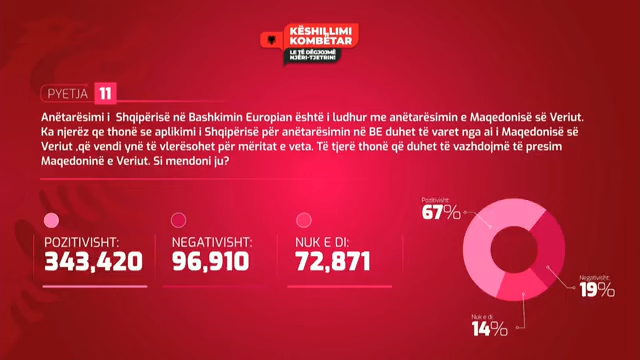 KËSHILLIMI
KOMBËTAR
LE TË DËGJOJMË
NJËRI-TJETRIN!
PYETJA 11
Anëtarësimi i Shqipërisë në Bashkimin Europian është i ludhur me anëtarësimin e Maqedonisë së Veriut.
Ka njerëz qe thonë se aplikimi i Shqipërisë për anëtarësimin në BE duhet të varet nga ai i Maqedonisë së
Veriut ,që vendi ynë të vlerësohet për mëritat e veta. Të tjerë thonë që duhet të vazhdojmë të presim
Maqedoninë e Veriut. Si mendoni ju?
POZITIVISHT:
343,420
NEGATIVISHT:
96,910
NUK E DI:
72,871
Pozitivisht:
67%
Negativisht:
19%
Nuk e di:
14%